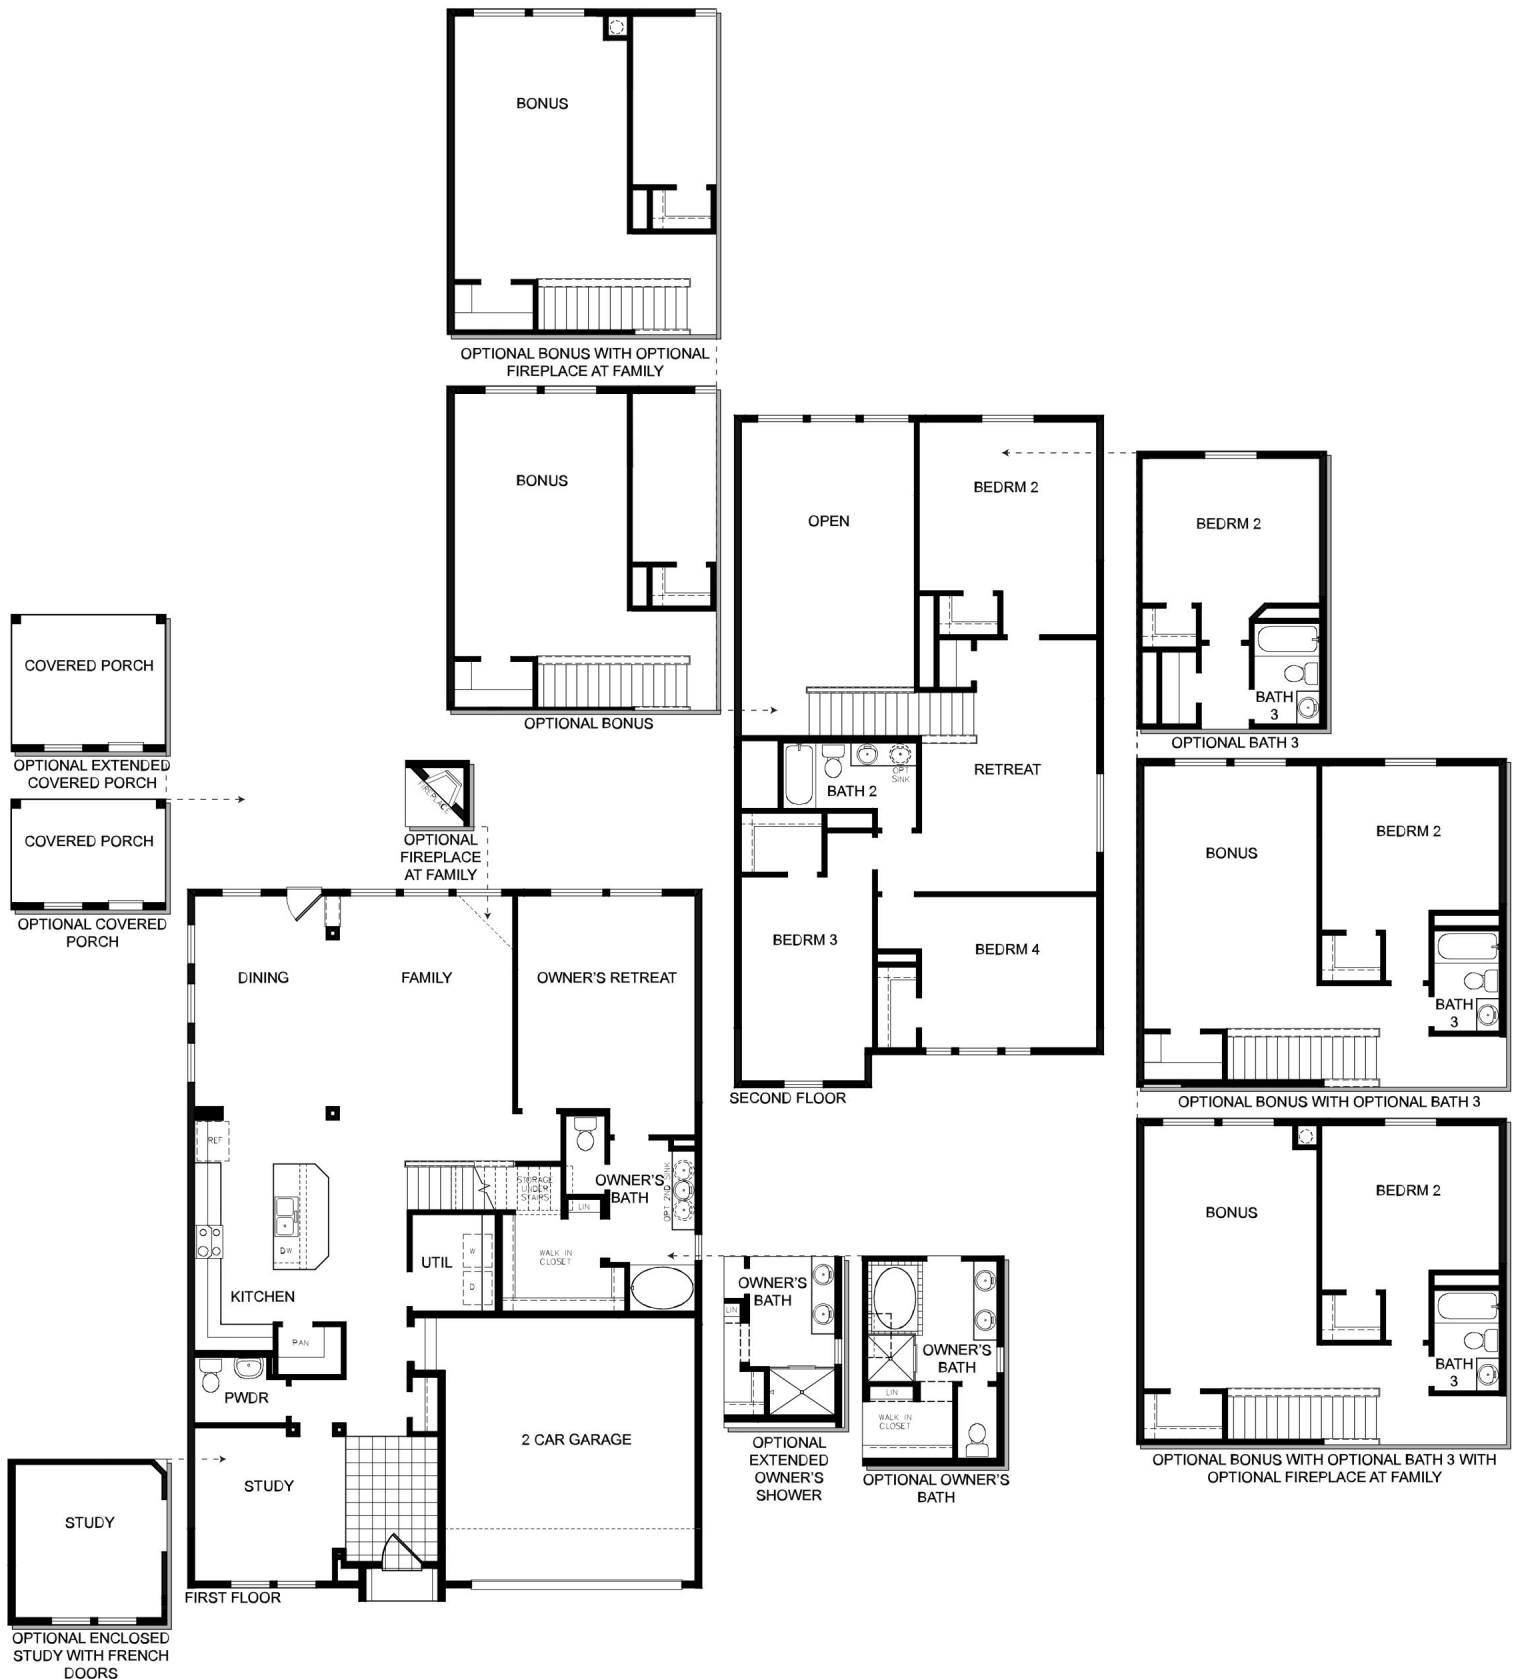 BONUS
OPTIONAL BONUS WITH OPTIONAL
FIREPLACE AT FAMILY
BONUS
OPTIONAL BONUS
OPEN
BEDRM 2
RETREAT
BATH 2
OPT
SINK
BEDRM 3
BEDRM 4
SECOND FLOOR
BEDRM 2
BATH
3
OPTIONAL BATH 3
BONUS
BEDRM 2
BATH
3
OPTIONAL BONUS WITH OPTIONAL BATH 3
BONUS
BEDRM 2
BATH
3
OPTIONAL BONUS WITH OPTIONAL BATH 3 WITH
OPTIONAL FIREPLACE AT FAMILY
COVERED PORCH
OPTIONAL EXTENDED
COVERED PORCH
COVERED PORCH
OPTIONAL COVERED
PORCH
FIREPLACE
OPTIONAL
FIREPLACE
AT FAMILY
DINING
FAMILY
OWNER'S RETREAT
REF
STORAGE
UNDER
STAIRS
OWNER'S
BATH
OPT 2ND SINK
LIN
WALK IN
CLOSET
UTIL
W
D
DW
KITCHEN
PAN
PWDR
STUDY
2 CAR GARAGE
FIRST FLOOR
OWNER'S
BATH
LIN
OPTIONAL
EXTENDED
OWNER'S
SHOWER
OWNER'S
BATH
LIN
WALK IN
CLOSET
OPTIONAL OWNER'S
BATH
STUDY
OPTIONAL ENCLOSED
STUDY WITH FRENCH
DOORS